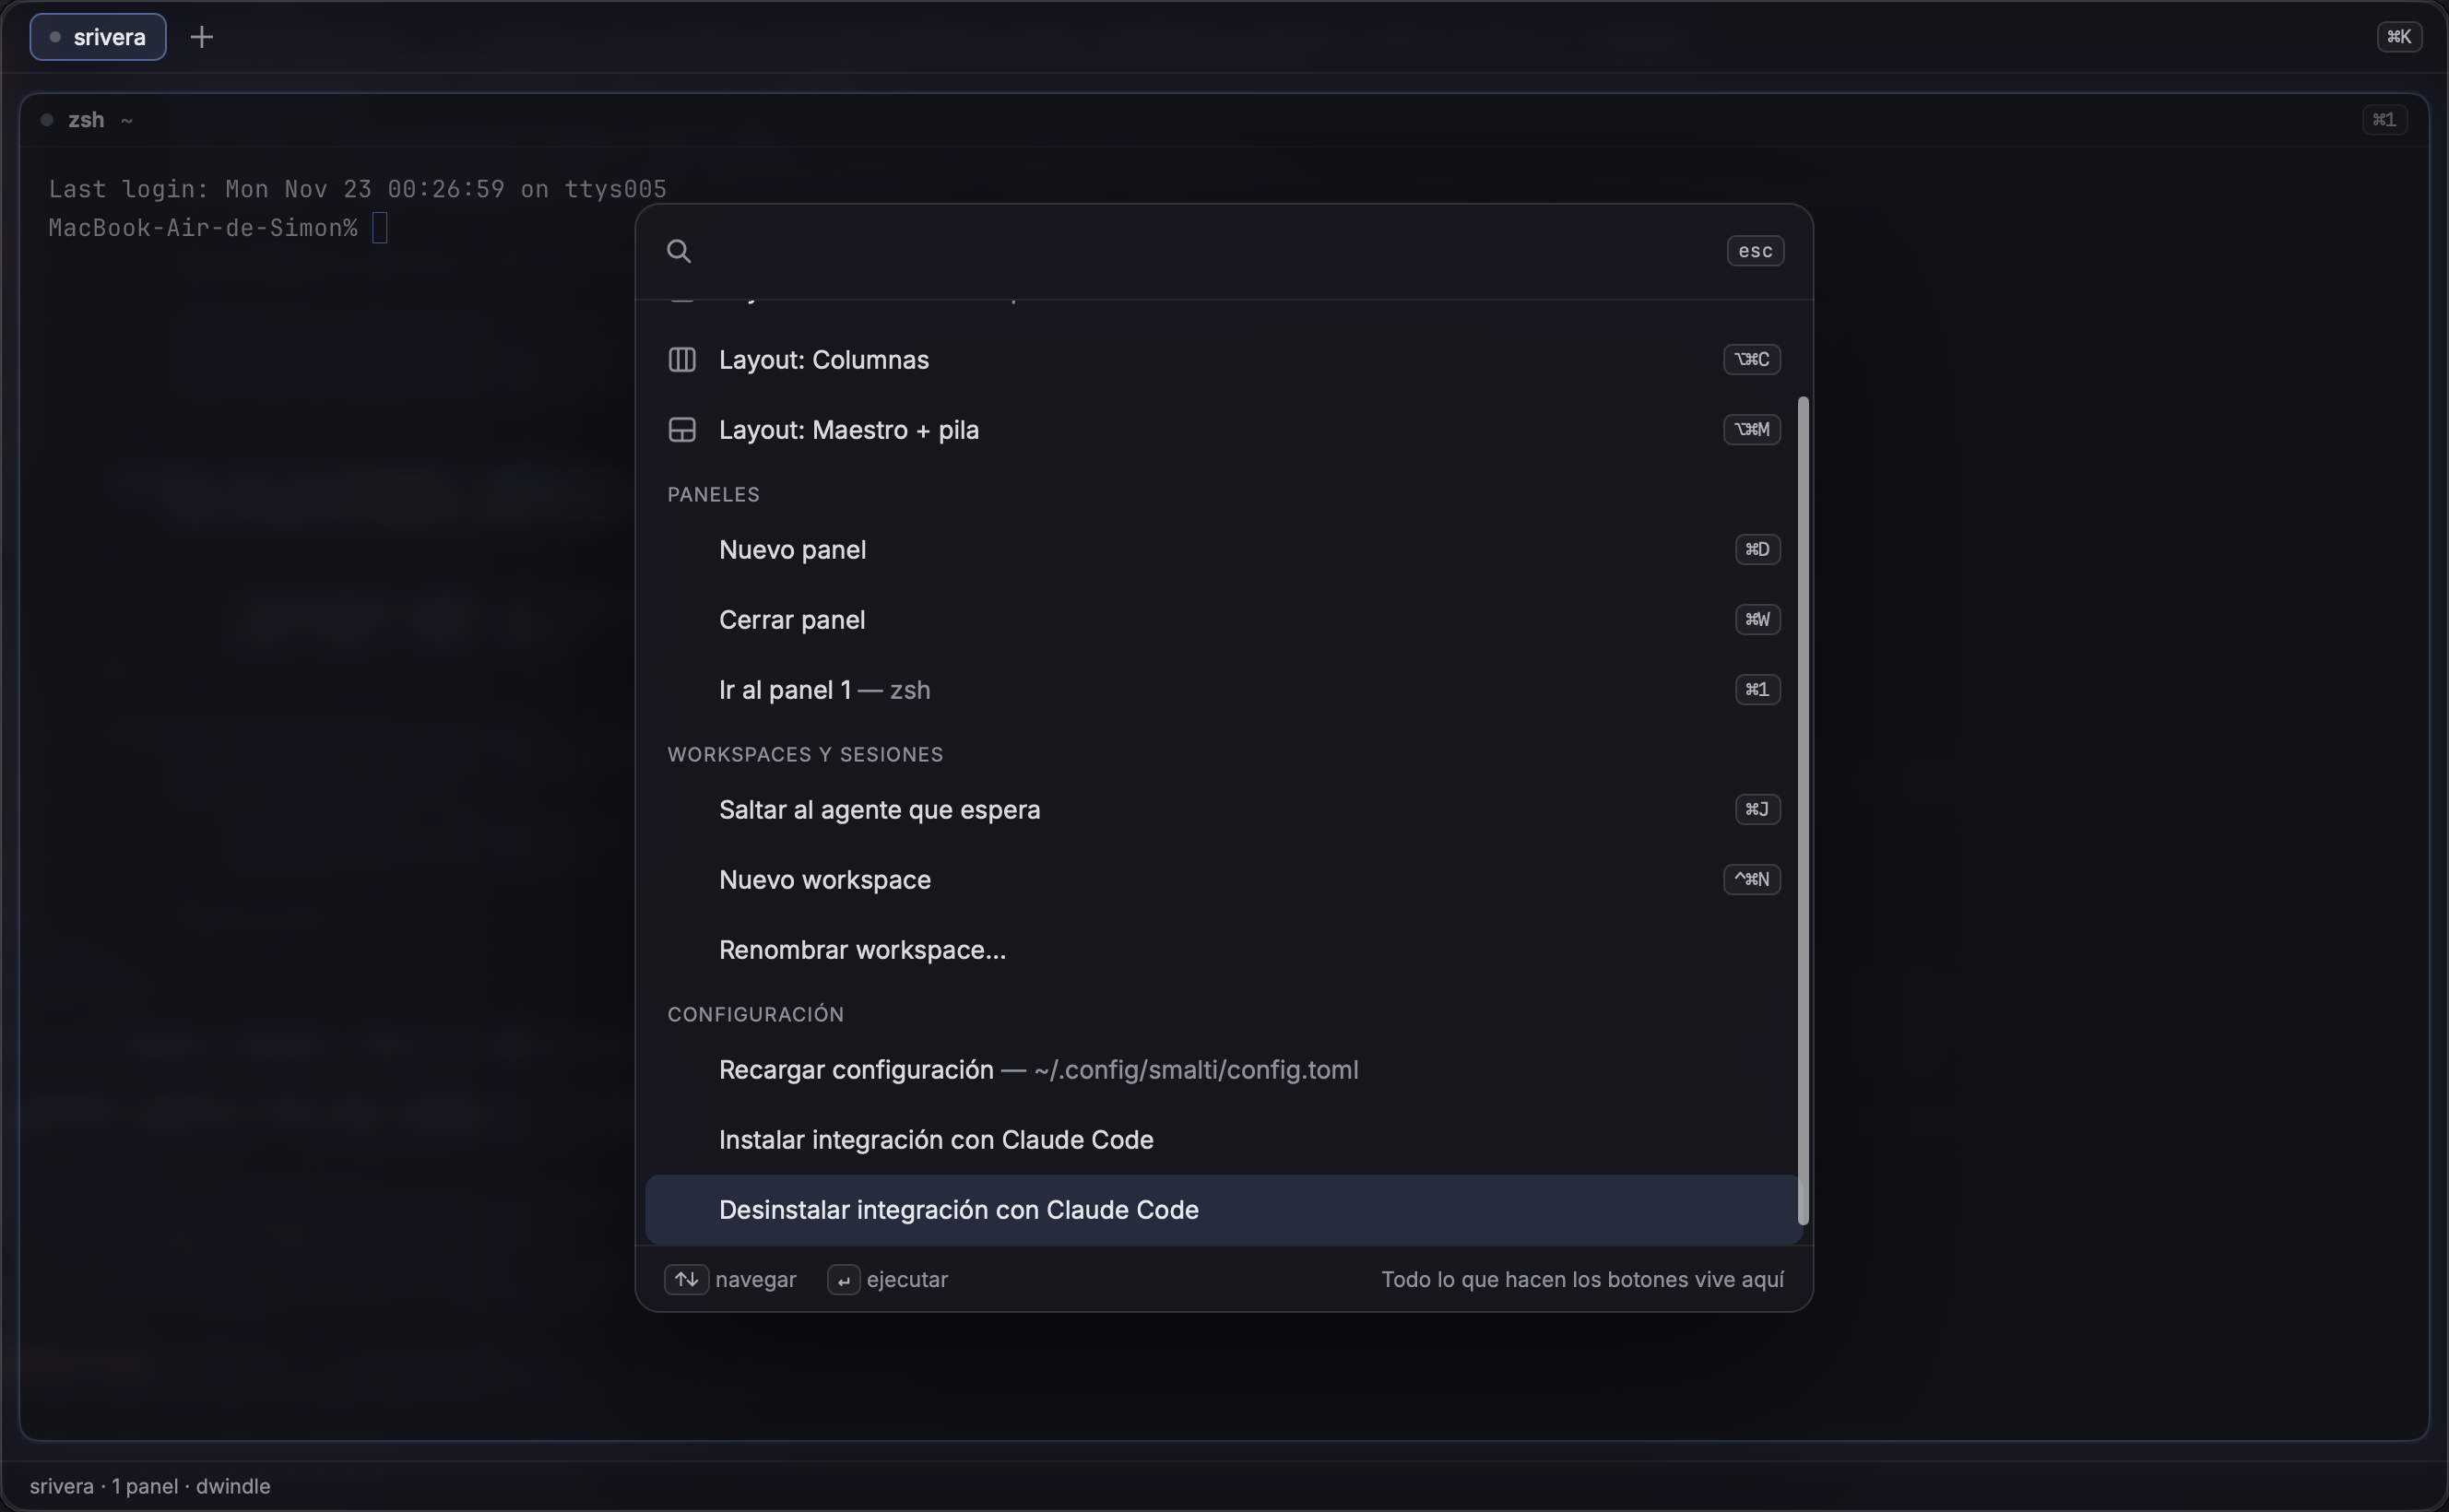 srivera
⌘K
zsh ~
⌘1
Last login: Mon Nov 23 00:26:59 on ttys005
MacBook-Air-de-Simon%
esc
Layout: Columnas ⌥⌘C
Layout: Maestro + pila ⌥⌘M
PANELES
Nuevo panel ⌘D
Cerrar panel ⌘W
Ir al panel 1 — zsh ⌘1
WORKSPACES Y SESIONES
Saltar al agente que espera ⌘J
Nuevo workspace ^⌘N
Renombrar workspace...
CONFIGURACIÓN
Recargar configuración — ~/.config/smalti/config.toml
Instalar integración con Claude Code
Desinstalar integración con Claude Code
↑↓ navegar ↵ ejecutar Todo lo que hacen los botones vive aquí
srivera · 1 panel · dwindle